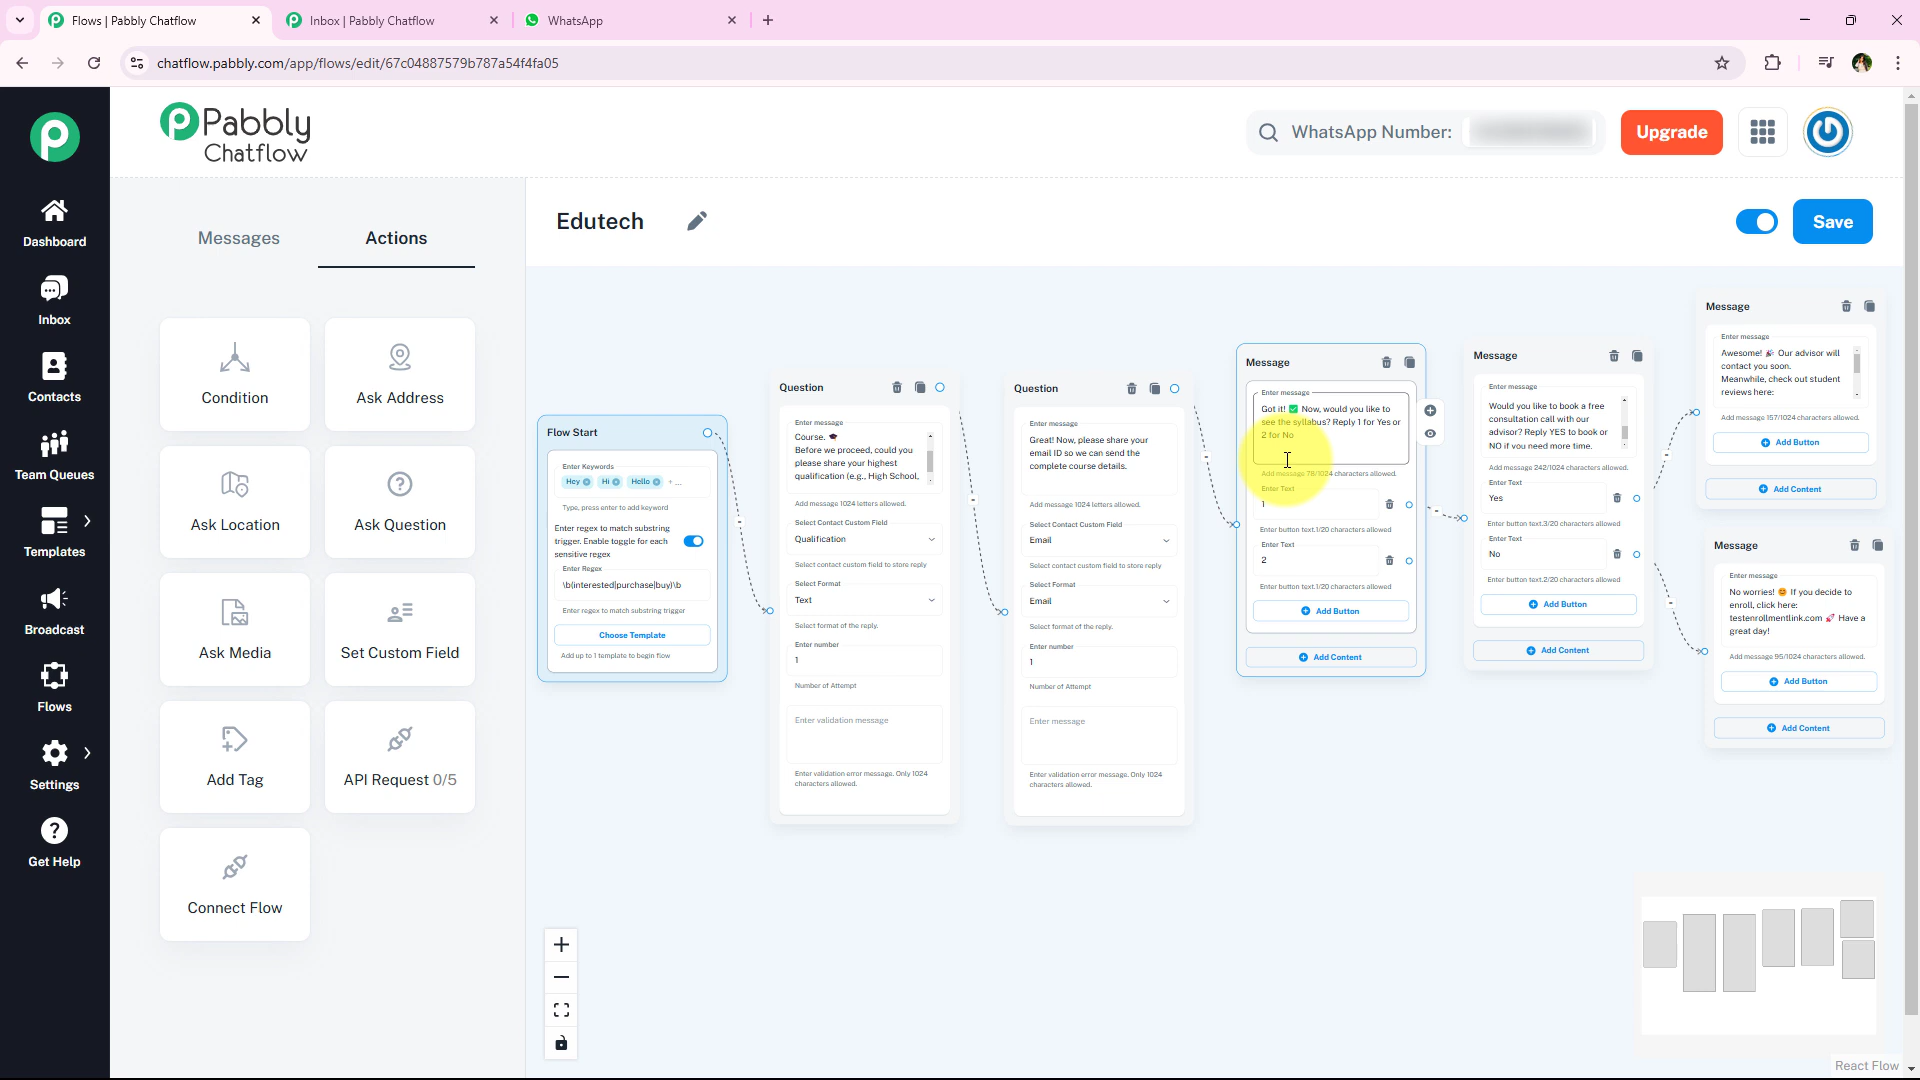 Flows | Pabbly Chatflow
Inbox | Pabbly Chatflow
WhatsApp
chatflow.pabbly.com/app/flows/edit/67c04887579b787a54f4fa05
Pabbly
Chatflow
WhatsApp Number:
Upgrade
Dashboard
Inbox
Contacts
Team Queues
Templates
Broadcast
Flows
Settings
Get Help
Messages
Actions
Condition
Ask Address
Ask Location
Ask Question
Ask Media
Set Custom Field
Add Tag
API Request 0/5
Connect Flow
Edutech
Save
Flow Start
Enter Keywords
Hey
Hi
Hello
+ ...
Type, press enter to add keyword
Enter regex to match substring
trigger. Enable toggle for each
sensitive regex
Enter Regex
\b(interested|purchase|buy)\b
Enter regex to match substring trigger
Choose Template
Add up to 1 template to begin flow
Question
Enter message
Course. 🎓
Before we proceed, could you
please share your highest
qualification (e.g., High School,
Add message 1024 letters allowed.
Select Contact Custom Field
Qualification
Select contact custom field to store reply
Select Format
Text
Select format of the reply.
Enter number
1
Number of Attempt
Enter validation message
Enter validation error message. Only 1024
characters allowed.
Question
Enter message
Great! Now, please share your
email ID so we can send the
complete course details.
Add message 1024 letters allowed.
Select Contact Custom Field
Email
Select contact custom field to store reply
Select Format
Email
Select format of the reply.
Enter number
1
Number of Attempt
Enter message
Enter validation error message. Only 1024
characters allowed.
Message
Enter message
Got it! ✅ Now, would you like to
see the syllabus? Reply 1 for Yes or
2 for No
Add message 78/1024 characters allowed.
Enter Text
1
Enter button text.1/20 characters allowed
Enter Text
2
Enter button text.1/20 characters allowed
Add Button
Add Content
Message
Enter message
Would you like to book a free
consultation call with our
advisor? Reply YES to book or
NO if you need more time.
Add message 242/1024 characters allowed.
Enter Text
Yes
Enter button text.3/20 characters allowed
Enter Text
No
Enter button text.2/20 characters allowed
Add Button
Add Content
Message
Enter message
Awesome! 🎉 Our advisor will
contact you soon.
Meanwhile, check out student
reviews here:
Add message 157/1024 characters allowed.
Add Button
Add Content
Message
Enter message
No worries! 😊 If you decide to
enroll, click here:
testenrollmentlink.com 🚀 Have a
great day!
Add message 95/1024 characters allowed.
Add Button
Add Content
React Flow